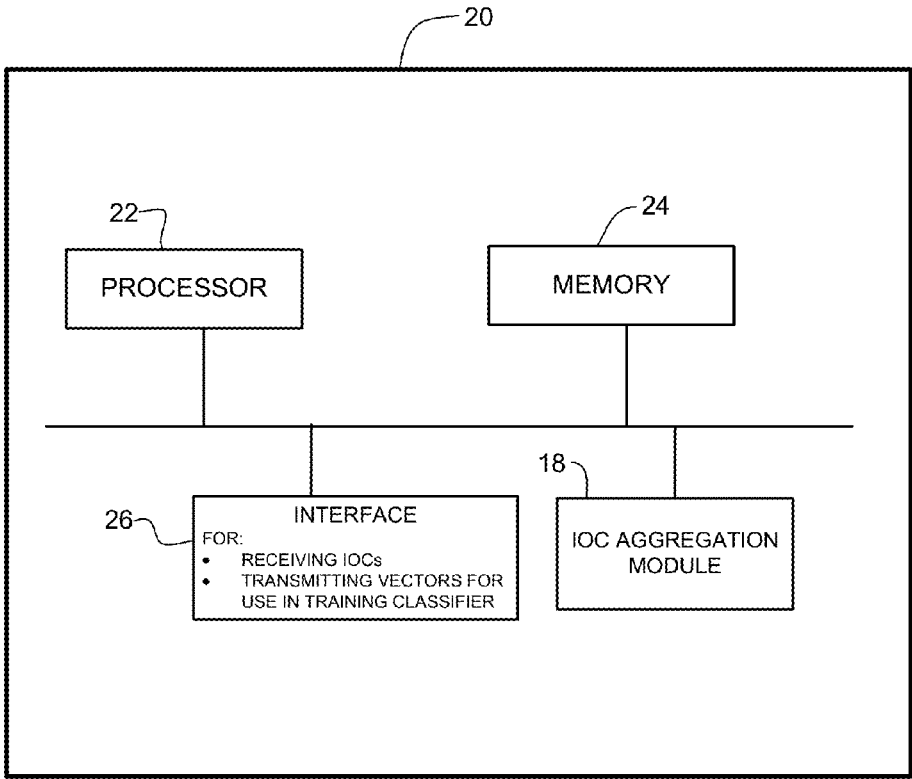 20
22
PROCESSOR
24
MEMORY
26
INTERFACE
FOR:
• RECEIVING IOCs
• TRANSMITTING VECTORS FOR
USE IN TRAINING CLASSIFIER
18
IOC AGGREGATION
MODULE